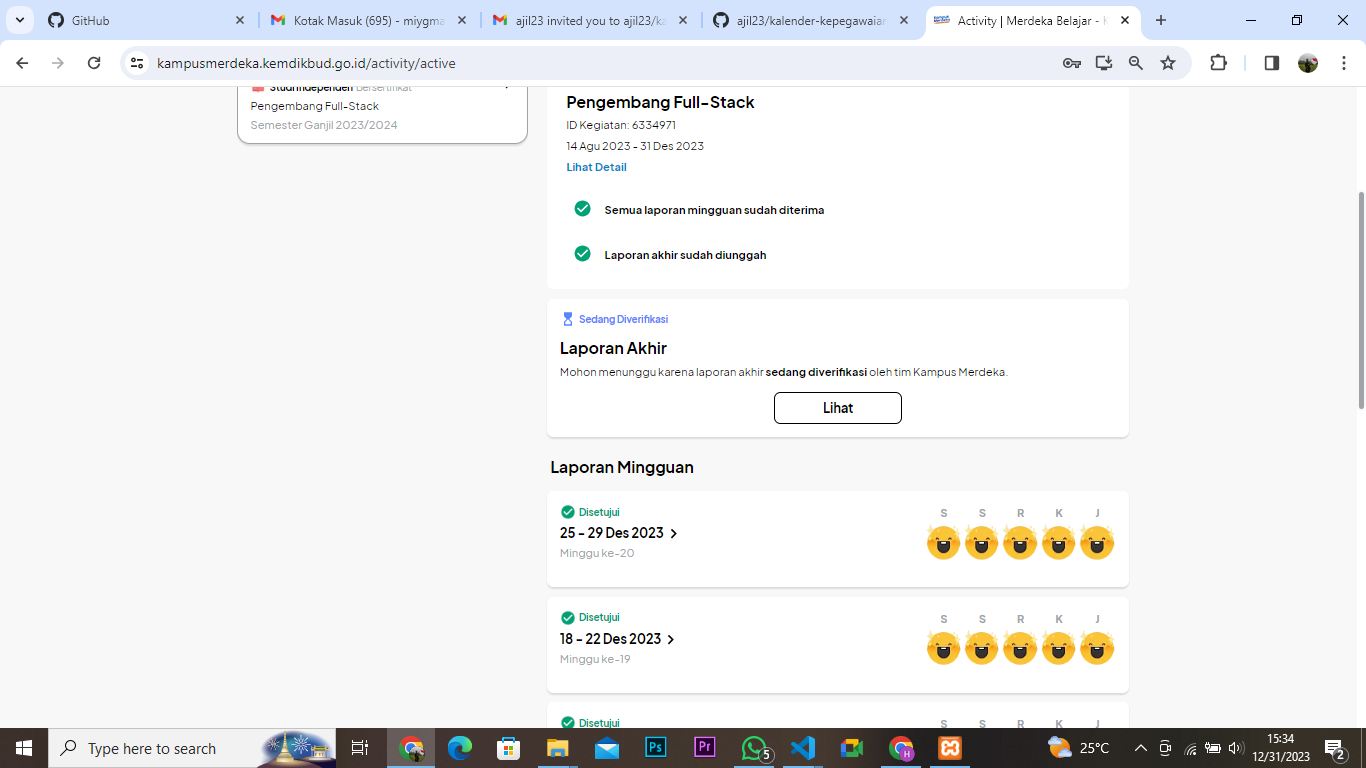 GitHub
Kotak Masuk (695) - miygma
ajil23 invited you to ajil23/ka
ajil23/kalender-kepegawaian
Activity | Merdeka Belajar - K
kampusmerdeka.kemdikbud.go.id/activity/active
Studi Independen Bersertifikat
Pengembang Full-Stack
Semester Ganjil 2023/2024
Pengembang Full-Stack
ID Kegiatan: 6334971
14 Agu 2023 - 31 Des 2023
Lihat Detail
Semua laporan mingguan sudah diterima
Laporan akhir sudah diunggah
Sedang Diverifikasi
Laporan Akhir
Mohon menunggu karena laporan akhir sedang diverifikasi oleh tim Kampus Merdeka.
Lihat
Laporan Mingguan
Disetujui
S S R K J
25 - 29 Des 2023
Minggu ke-20
Disetujui
S S R K J
18 - 22 Des 2023
Minggu ke-19
Disetujui
S S R K J
Type here to search
Ps
Pr
5
H
25°C
15:34
12/31/2023
2